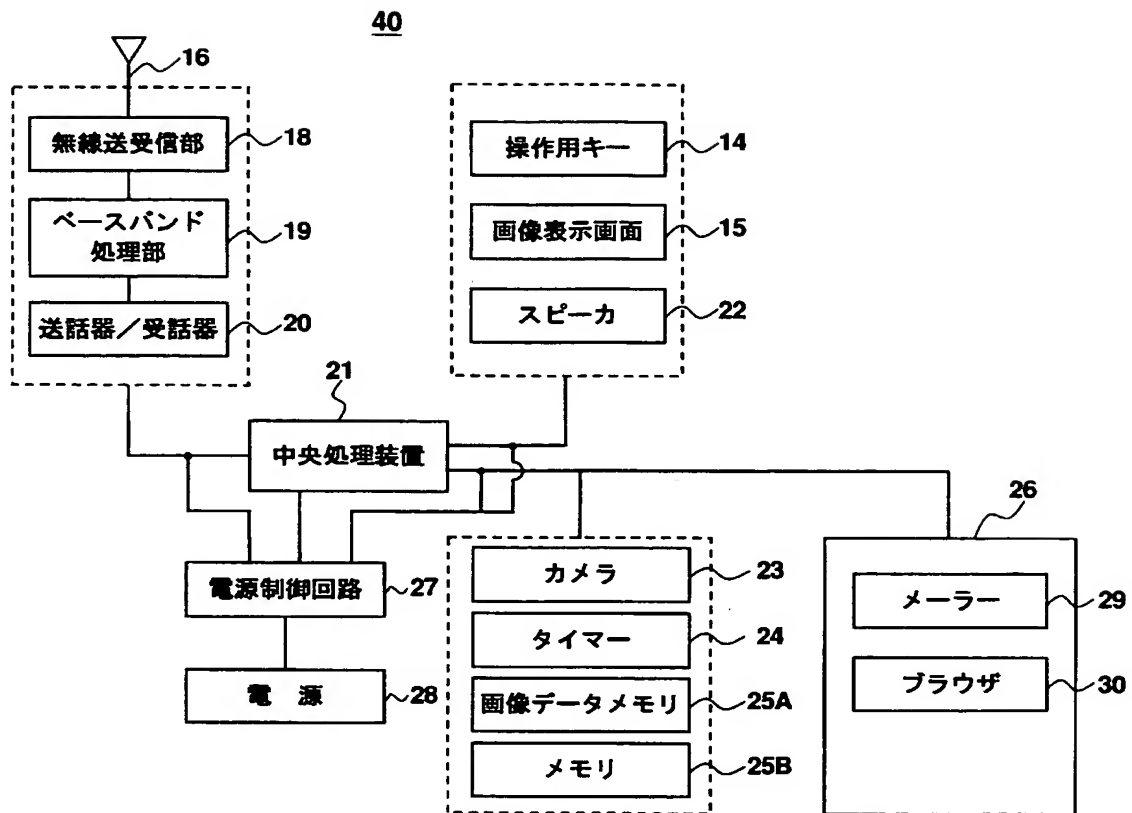 40
16
無線送受信部
18
ベースバンド
処理部
19
送話器／受話器
20
操作用キー
14
画像表示画面
15
スピーカ
22
21
中央処理装置
電源制御回路
27
電 源
28
カメラ
23
タイマー
24
画像データメモリ
25A
メモリ
25B
26
メーラー
29
ブラウザ
30